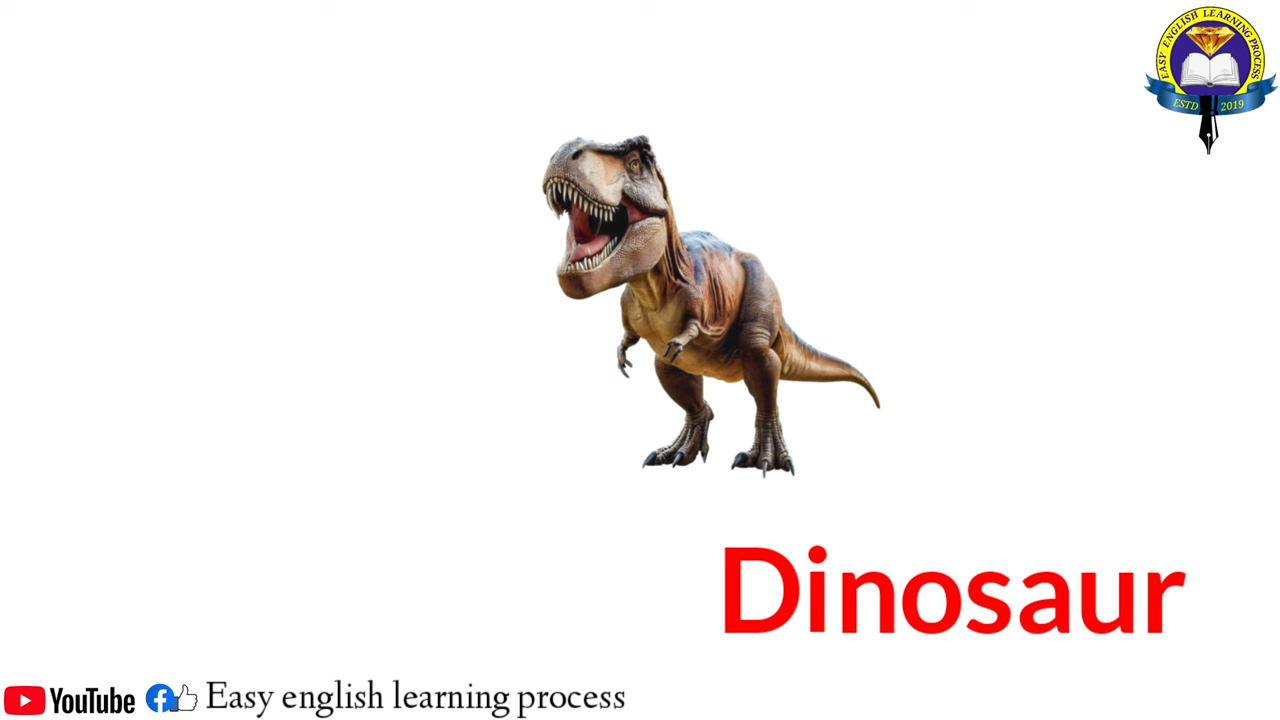 EASY ENGLISH LEARNING PROCESS
ESTD 2019
Dinosaur
YouTube Easy english learning process